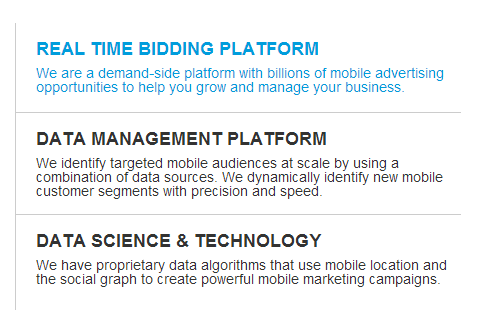 REAL TIME BIDDING PLATFORM
We are a demand-side platform with billions of mobile advertising
opportunities to help you grow and manage your business.
DATA MANAGEMENT PLATFORM
We identify targeted mobile audiences at scale by using a
combination of data sources. We dynamically identify new mobile
customer segments with precision and speed.
DATA SCIENCE & TECHNOLOGY
We have proprietary data algorithms that use mobile location and
the social graph to create powerful mobile marketing campaigns.